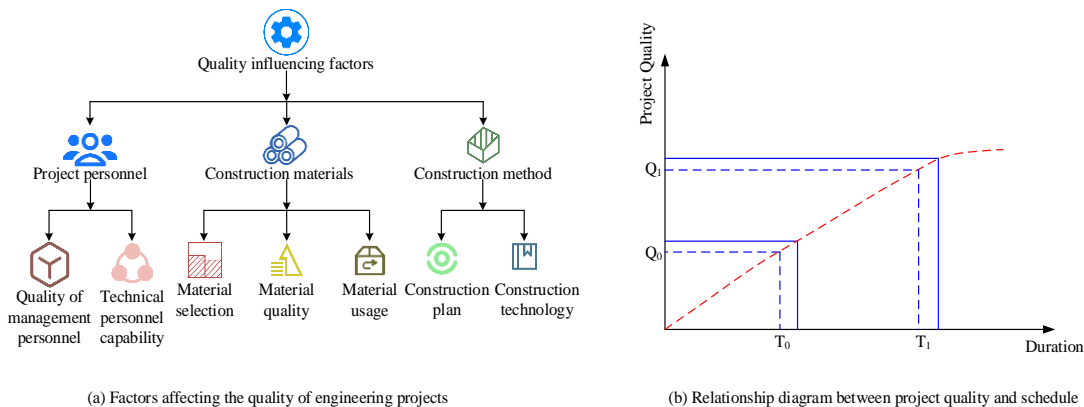 Quality influencing factors
Project personnel
Construction materials
Construction method
Quality of
management
personnel
Technical
personnel
capability
Material
selection
Material
quality
Material
usage
Construction
plan
Construction
technology
(a) Factors affecting the quality of engineering projects
Project Quality
Q₁
Q₀
T₀
T₁
Duration
(b) Relationship diagram between project quality and schedule